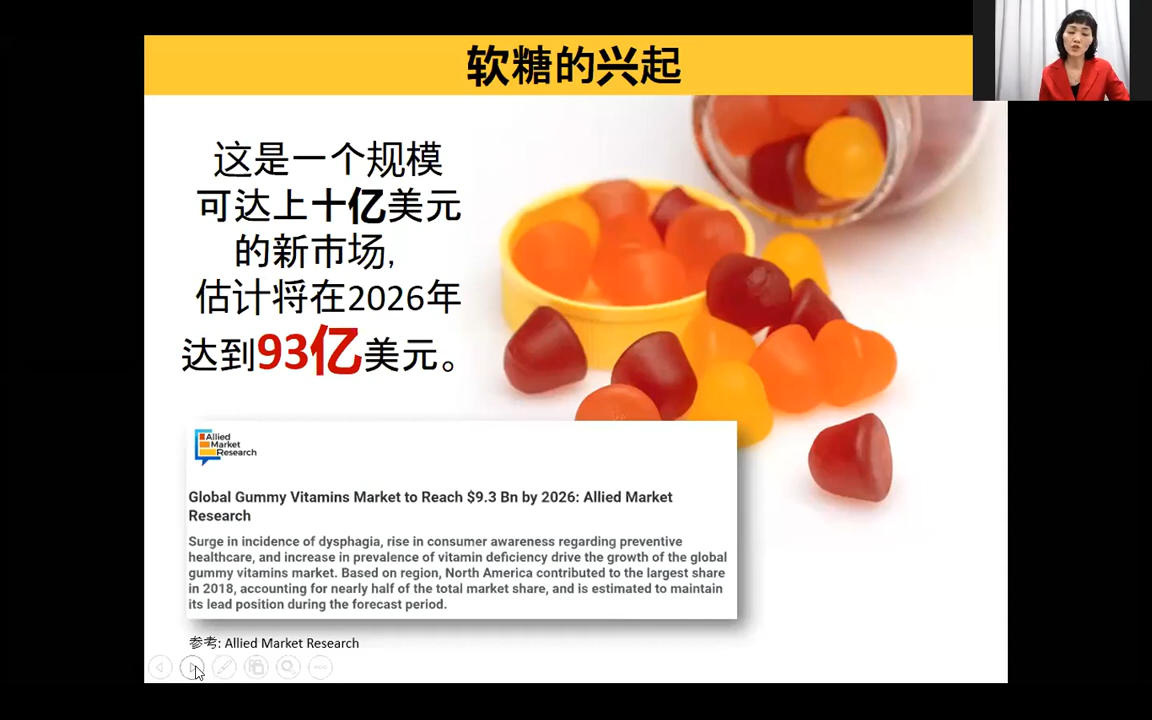 软糖的兴起
这是一个规模
可达上十亿美元
的新市场,
估计将在2026年
达到93亿美元。
Allied
Market
Research
Global Gummy Vitamins Market to Reach $9.3 Bn by 2026: Allied Market
Research
Surge in incidence of dysphagia, rise in consumer awareness regarding preventive
healthcare, and increase in prevalence of vitamin deficiency drive the growth of the global
gummy vitamins market. Based on region, North America contributed to the largest share
in 2018, accounting for nearly half of the total market share, and is estimated to maintain
its lead position during the forecast period.
参考: Allied Market Research